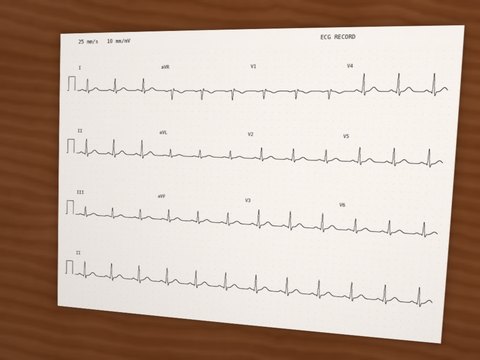 ECG RECORD
25 mm/s 10 mm/mV
I aVR V1 V4
II aVL V2 V5
III aVF V3 V6
II